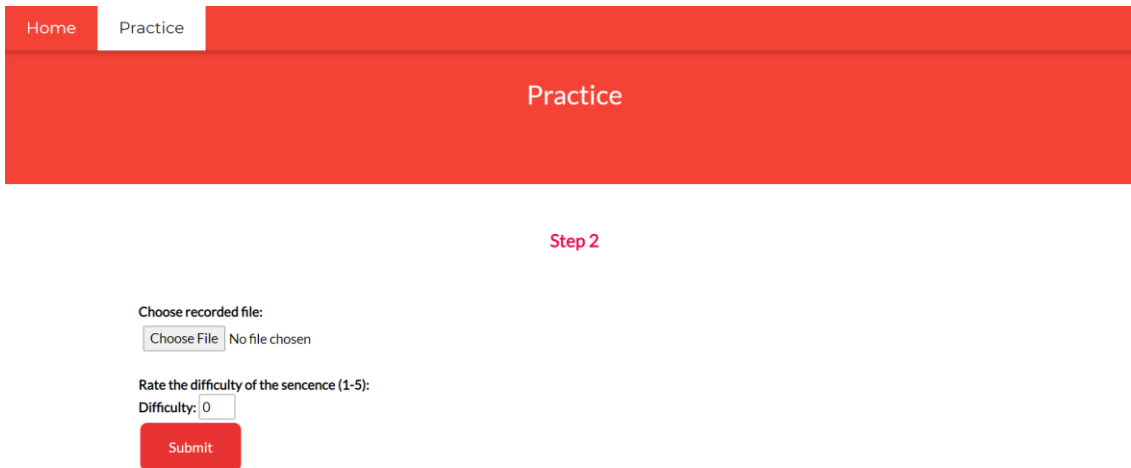 Home Practice
Practice
Step 2
Choose recorded file:
Choose File No file chosen
Rate the difficulty of the sencence (1-5):
Difficulty: 0
Submit